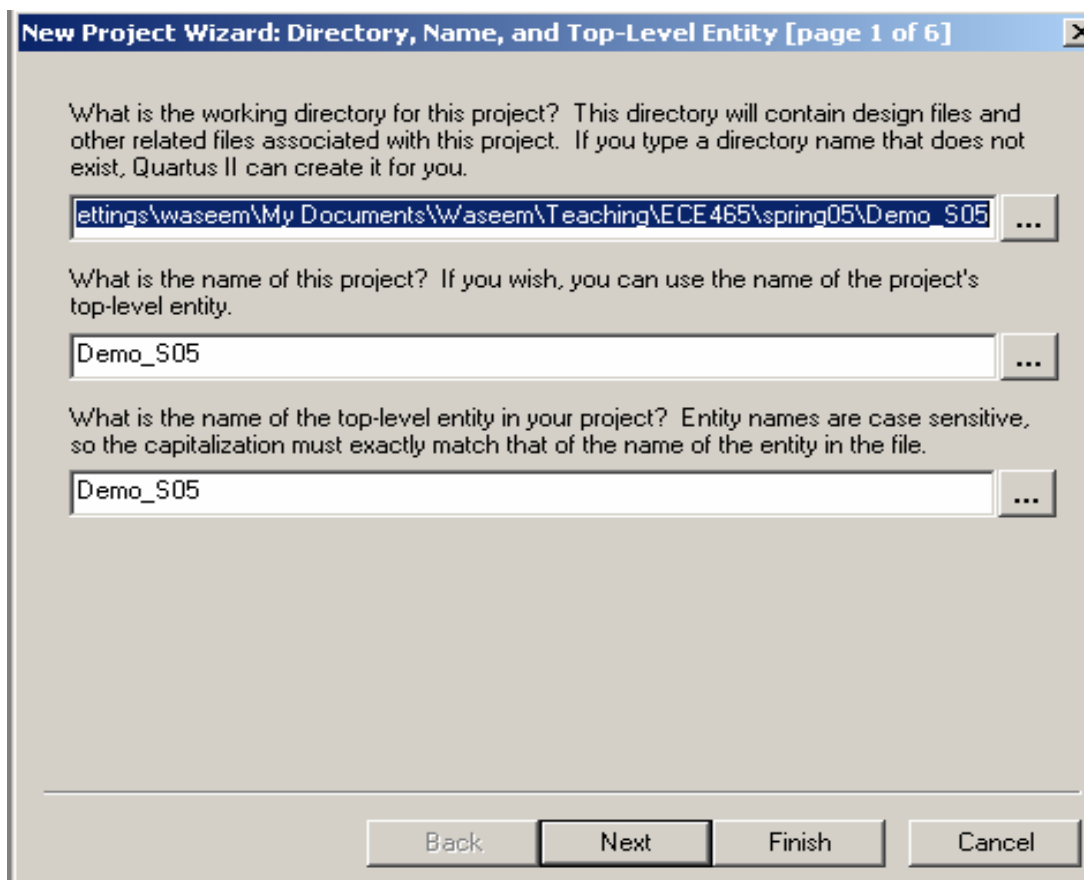 New Project Wizard: Directory, Name, and Top-Level Entity [page 1 of 6]
What is the working directory for this project? This directory will contain design files and
other related files associated with this project. If you type a directory name that does not
exist, Quartus II can create it for you.
ettings\waseem\My Documents\Waseem\Teaching\ECE465\spring05\Demo_S05
...
What is the name of this project? If you wish, you can use the name of the project's
top-level entity.
Demo_S05
...
What is the name of the top-level entity in your project? Entity names are case sensitive,
so the capitalization must exactly match that of the name of the entity in the file.
Demo_S05
...
Back Next Finish Cancel